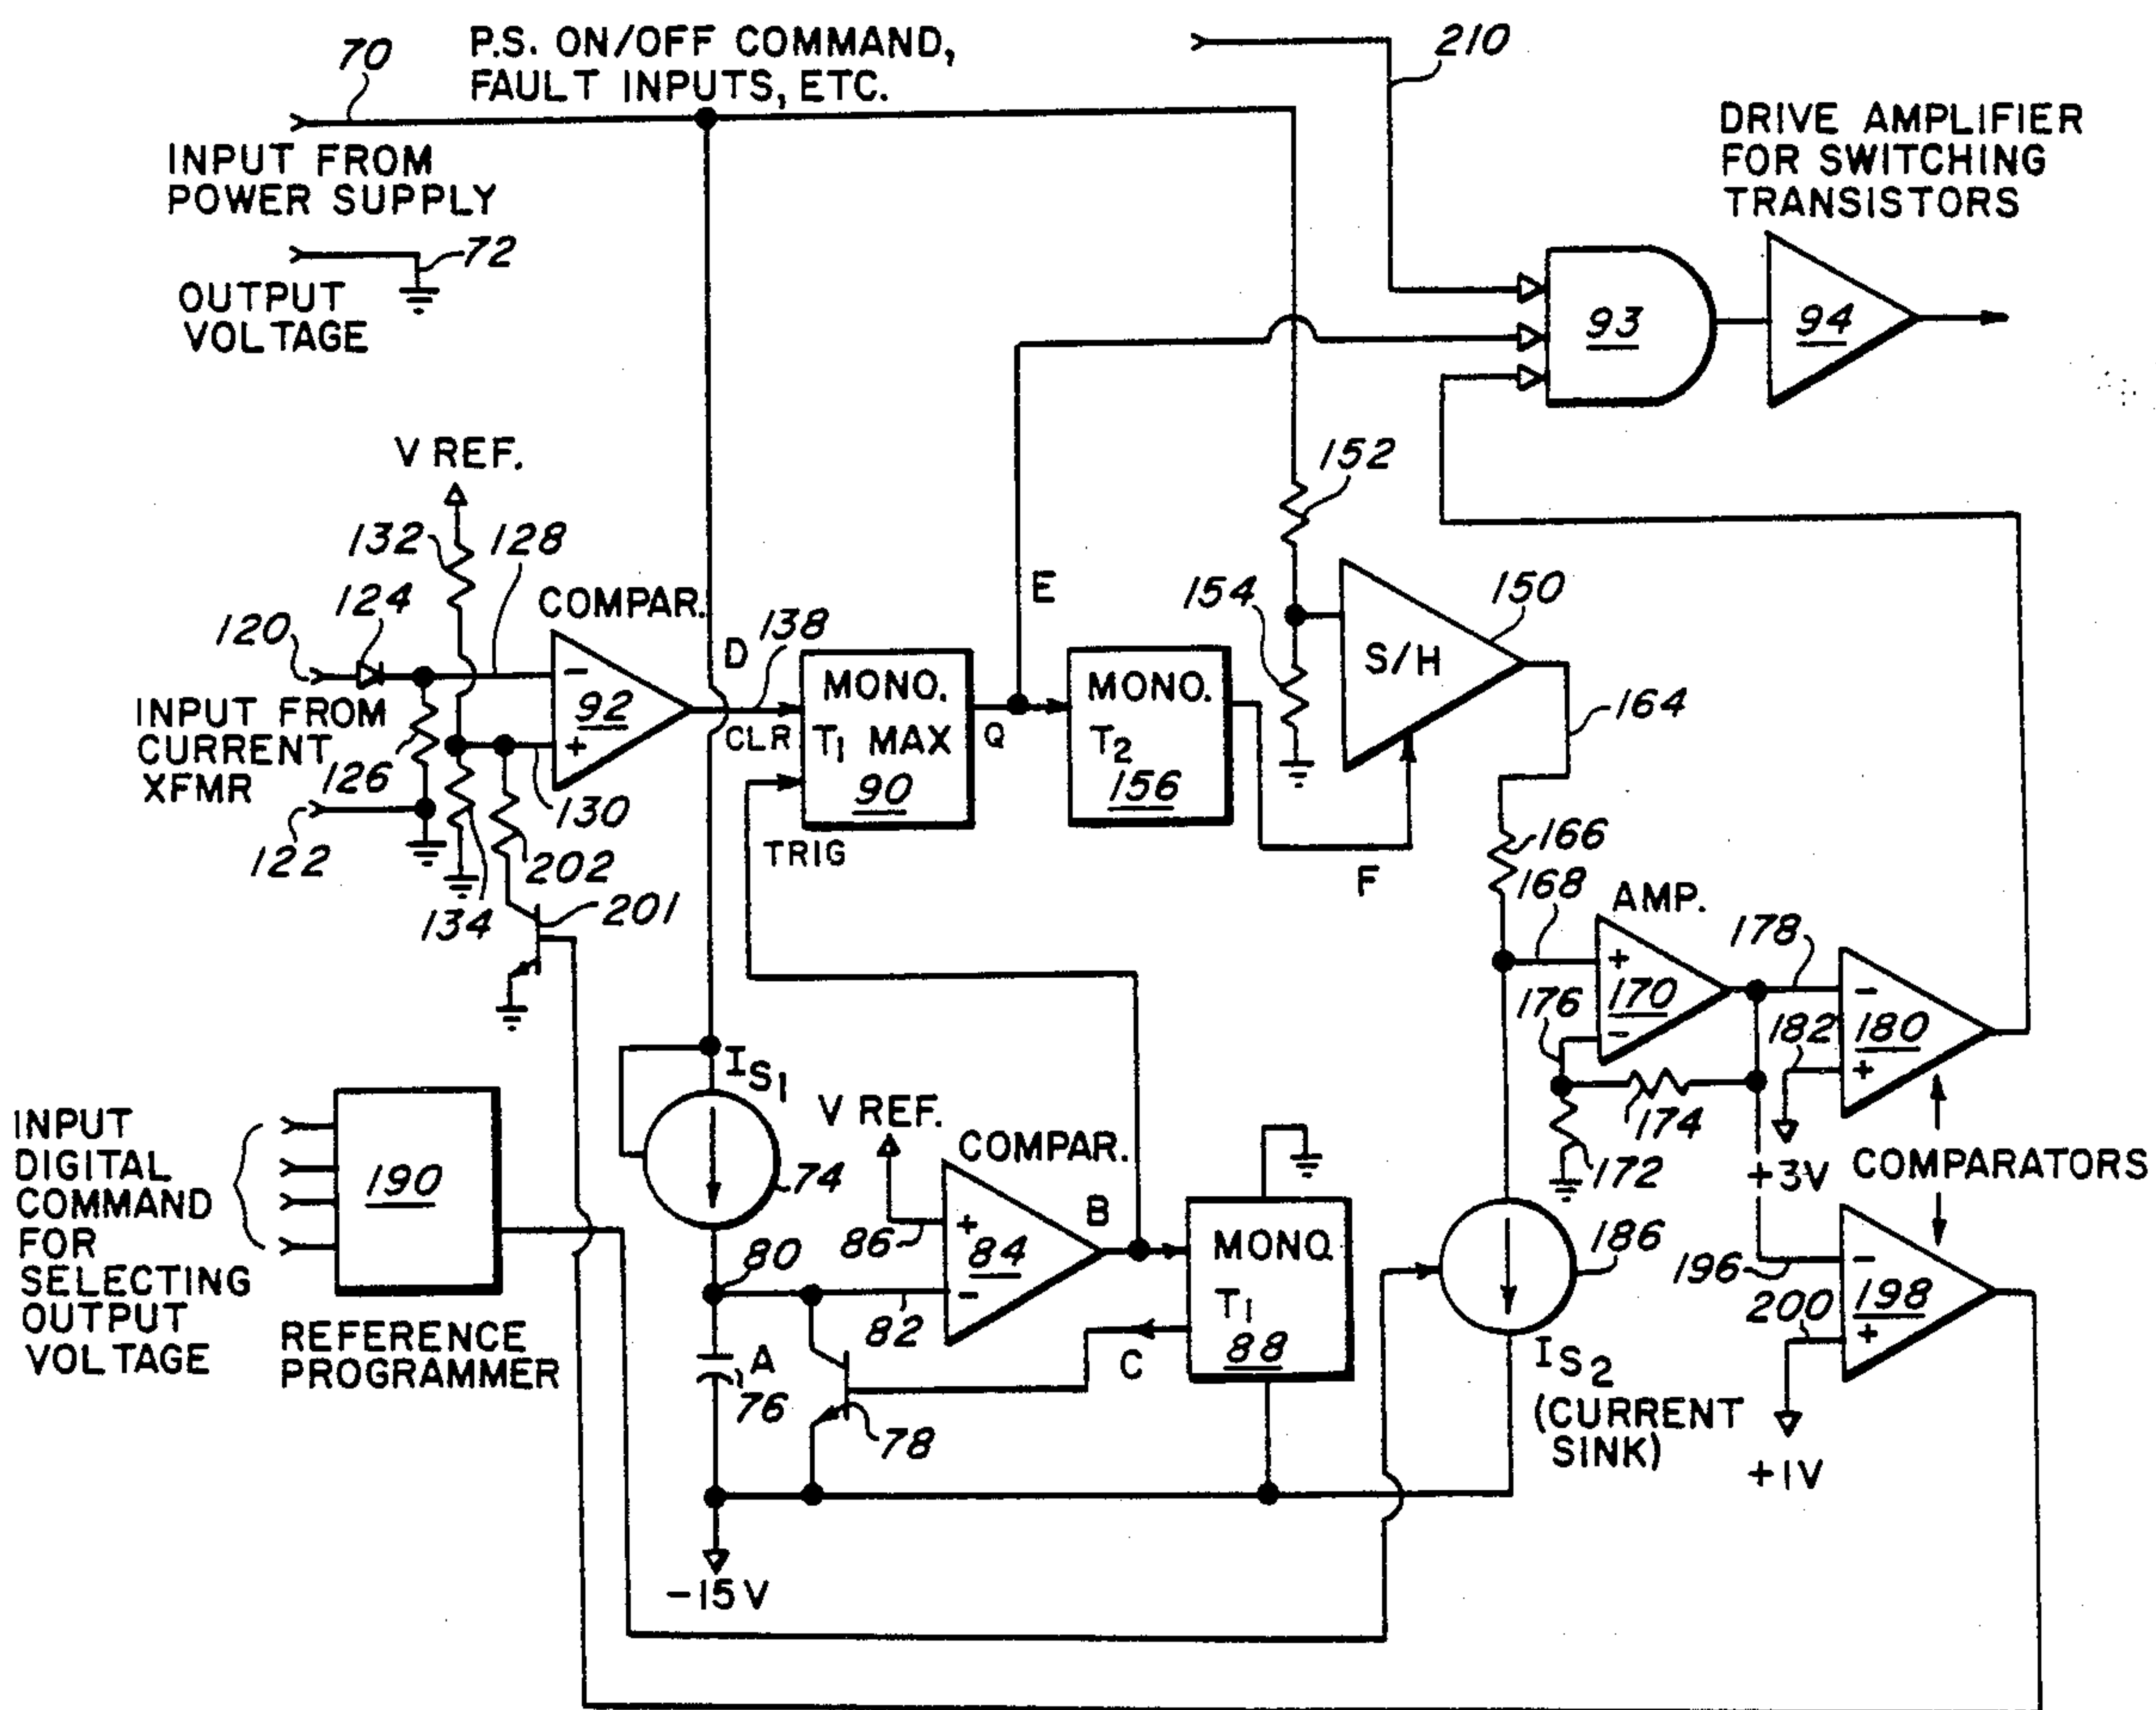 70
P.S. ON/OFF COMMAND,
FAULT INPUTS, ETC.
210
INPUT FROM
POWER SUPPLY
72
OUTPUT
VOLTAGE
DRIVE AMPLIFIER
FOR SWITCHING
TRANSISTORS
93
94
V REF.
132
128
124
COMPAR.
120
INPUT FROM
CURRENT
XFMR
126
122
-
92
+
130
134
202
201
D
138
CLR
TRIG
MONO.
T1 MAX
90
Q
E
MONO.
T2
156
F
152
154
S/H
150
164
166
168
AMP.
+
170
-
176
174
172
178
182
-
180
+
+3V
COMPARATORS
196
200
-
198
+
+1V
INPUT
DIGITAL
COMMAND
FOR
SELECTING
OUTPUT
VOLTAGE
190
REFERENCE
PROGRAMMER
IS1
74
80
82
A
76
78
-15V
V REF.
86
COMPAR.
+
84
-
B
C
MONO.
T1
88
186
IS2
(CURRENT
SINK)